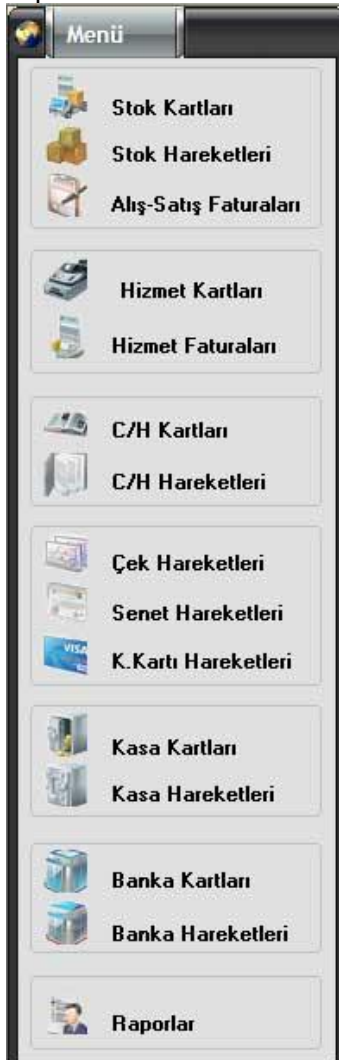 Menü
Stok Kartları
Stok Hareketleri
Alış-Satış Faturaları
Hizmet Kartları
Hizmet Faturaları
C/H Kartları
C/H Hareketleri
Çek Hareketleri
Senet Hareketleri
VISA
K.Kartı Hareketleri
Kasa Kartları
Kasa Hareketleri
Banka Kartları
Banka Hareketleri
Raporlar